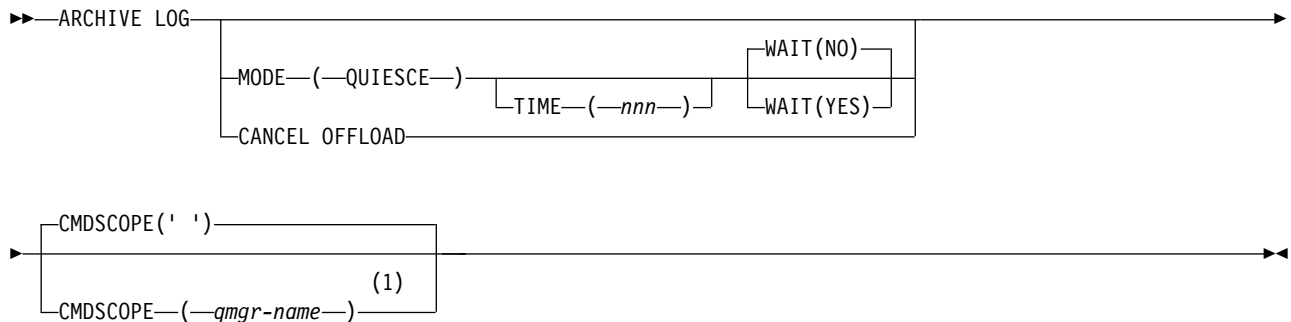 ARCHIVE LOG
WAIT(NO)
MODE ( QUIESCE )
TIME ( nnn )
WAIT(YES)
CANCEL OFFLOAD
CMDSCOPE(' ')
(1)
CMDSCOPE ( qmgr-name )